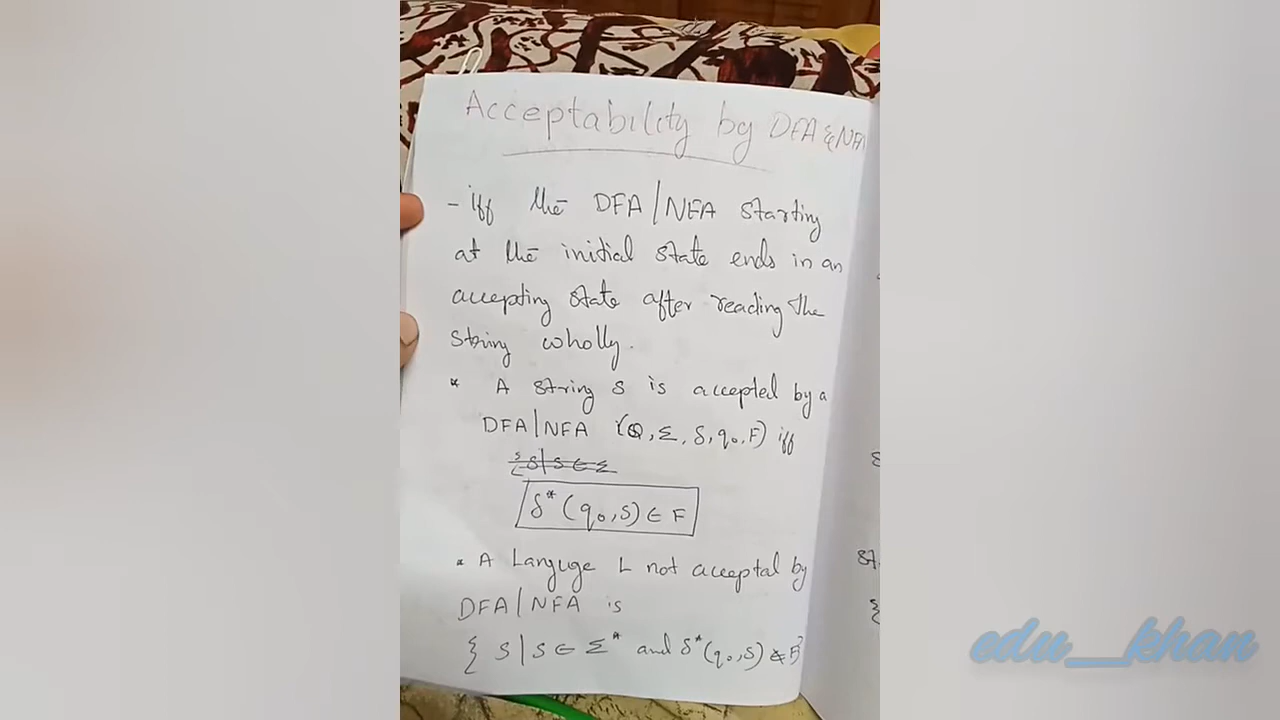 Acceptability by DFA & NFA
- iff the DFA/NFA starting
at the initial state ends in an
accepting state after reading the
string wholly.
* A string S is accepted by a
DFA/NFA (Q, Σ, δ, q₀, F) iff
{S|S∈Σ
δ*(q₀,S) ∈ F
* A Languge L not acceptal by
DFA/NFA is
{ S|S∈Σ* and δ*(q₀,S) ∉ F}
edu__khan